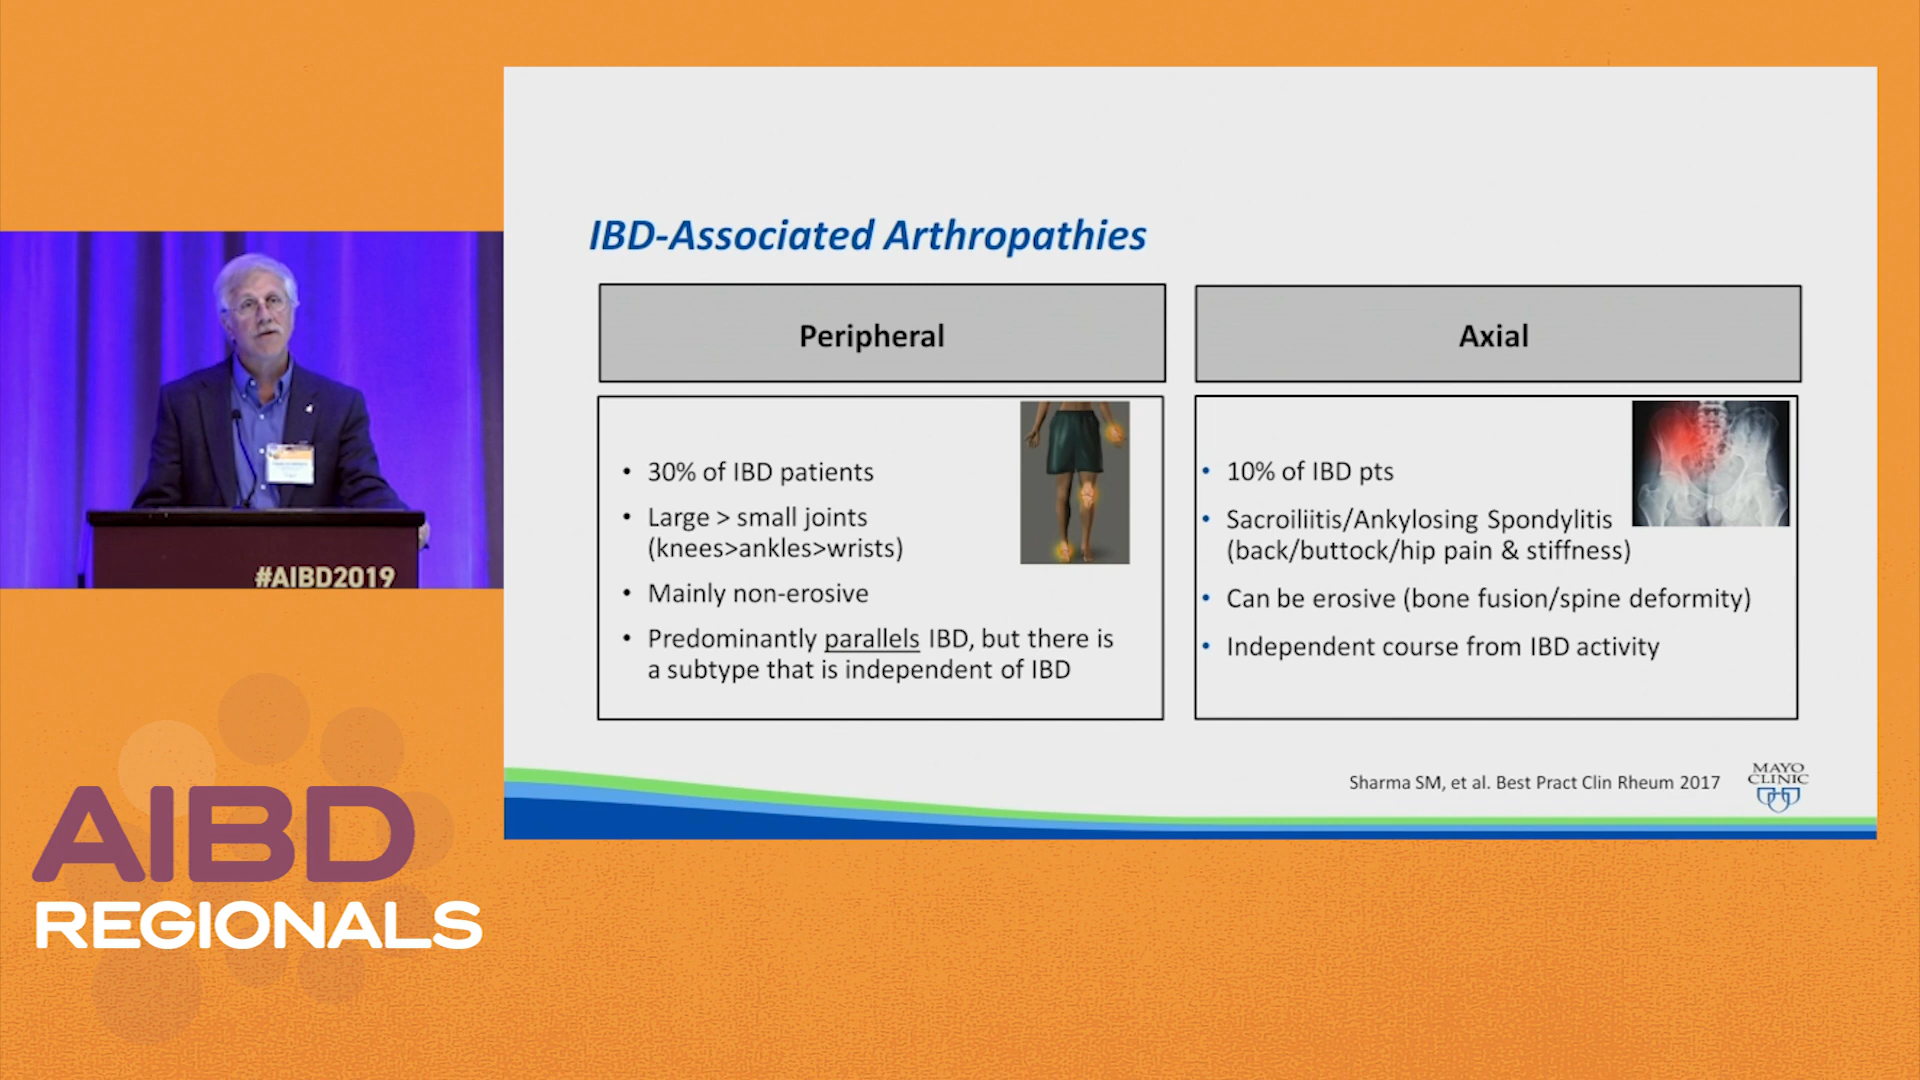 IBD-Associated Arthropathies
Peripheral
• 30% of IBD patients
• Large > small joints
(knees>ankles>wrists)
• Mainly non-erosive
• Predominantly parallels IBD, but there is
a subtype that is independent of IBD
Axial
• 10% of IBD pts
• Sacroiliitis/Ankylosing Spondylitis
(back/buttock/hip pain & stiffness)
• Can be erosive (bone fusion/spine deformity)
• Independent course from IBD activity
Sharma SM, et al. Best Pract Clin Rheum 2017
MAYO
CLINIC
#AIBD2019
AIBD
REGIONALS